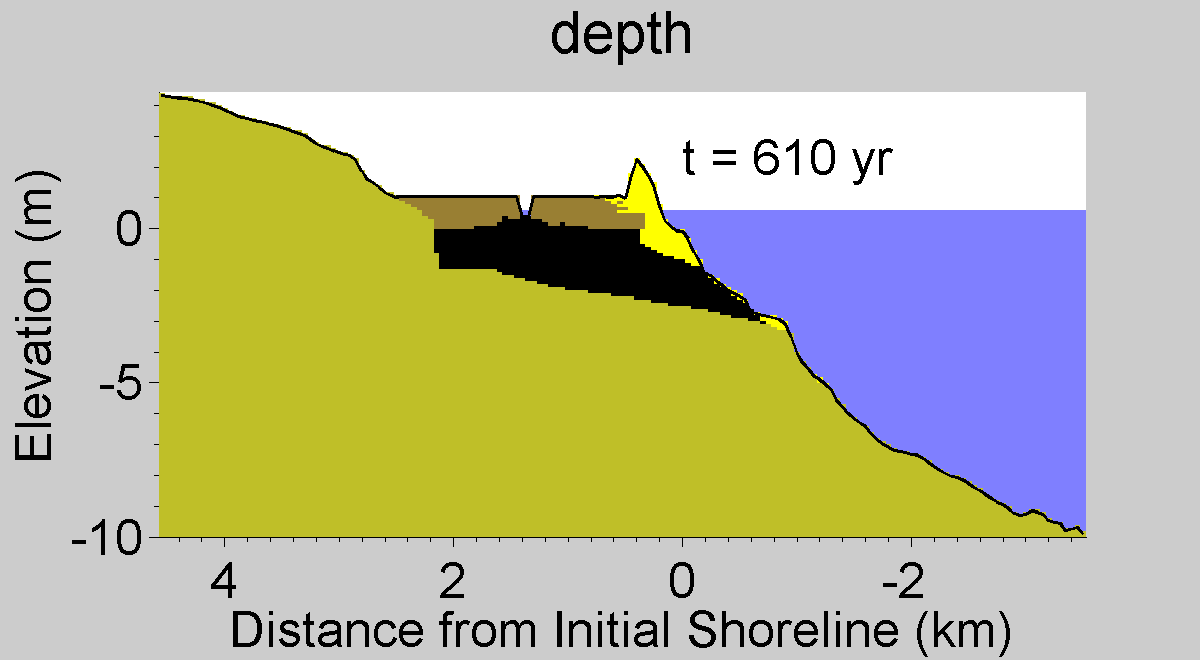 depth
t = 610 yr
Elevation (m)
0
-5
-10
4 2 0 -2
Distance from Initial Shoreline (km)